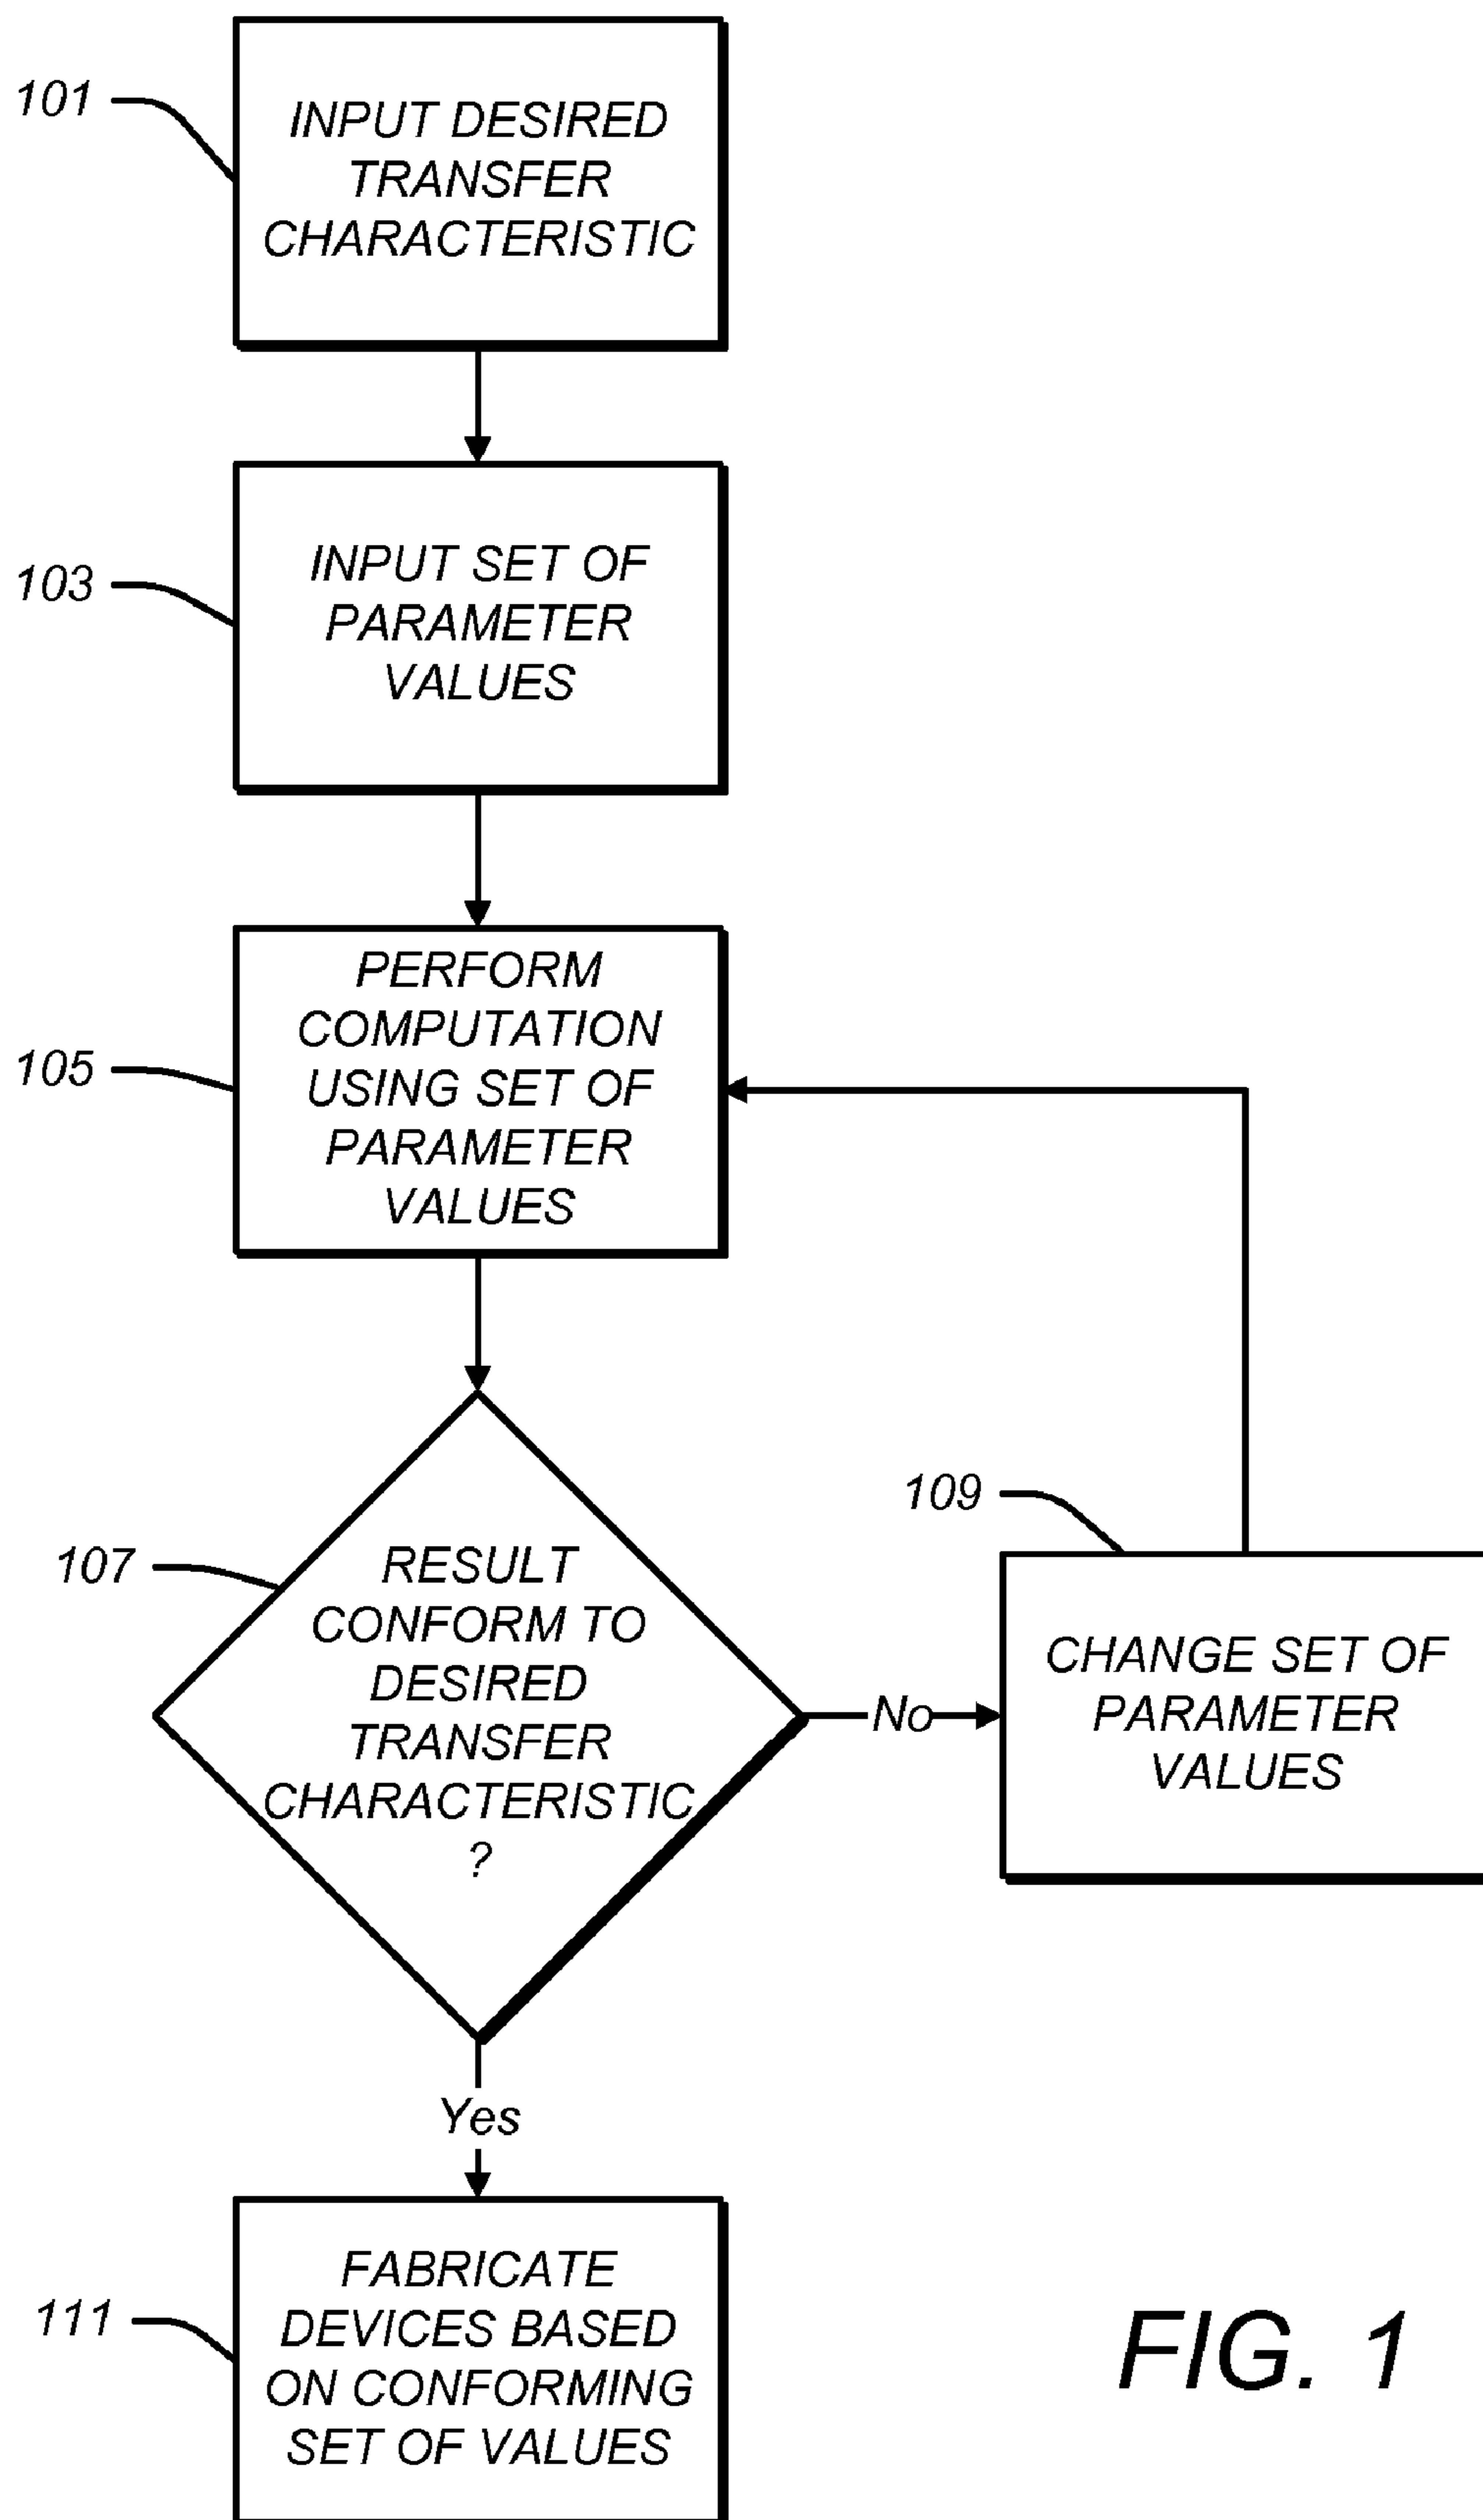 101
INPUT DESIRED
TRANSFER
CHARACTERISTIC
103
INPUT SET OF
PARAMETER
VALUES
105
PERFORM
COMPUTATION
USING SET OF
PARAMETER
VALUES
107
RESULT
CONFORM TO
DESIRED
TRANSFER
CHARACTERISTIC
?
No
109
CHANGE SET OF
PARAMETER
VALUES
Yes
111
FABRICATE
DEVICES BASED
ON CONFORMING
SET OF VALUES
FIG. 1